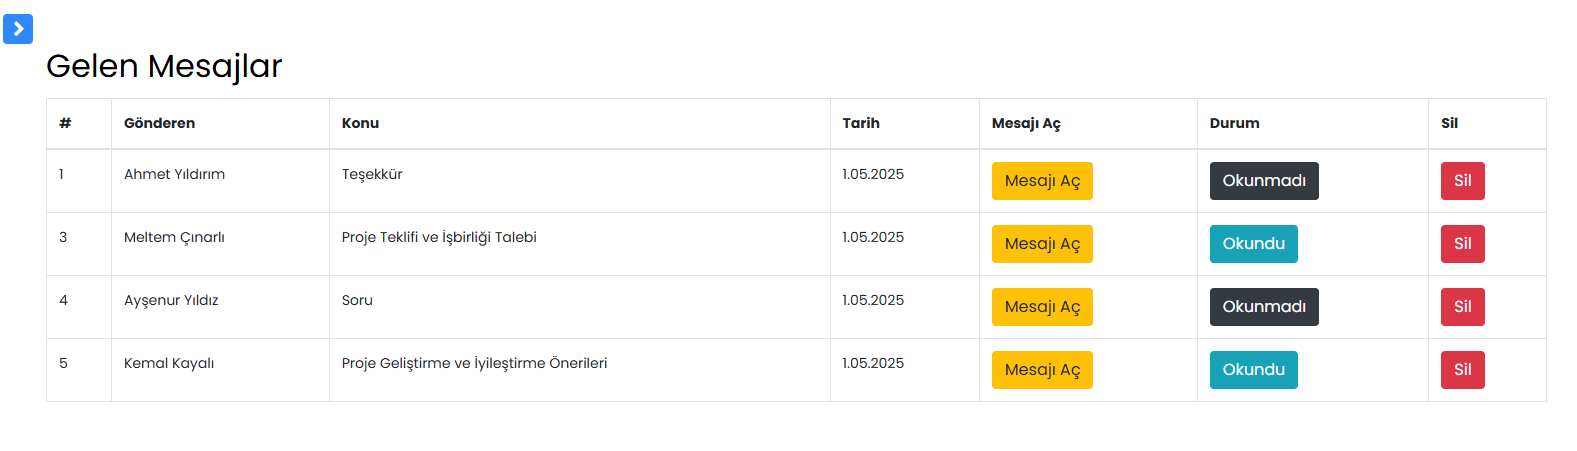 Gelen Mesajlar
# Gönderen Konu Tarih Mesajı Aç Durum Sil
1 Ahmet Yıldırım Teşekkür 1.05.2025 Mesajı Aç Okunmadı Sil
3 Meltem Çınarlı Proje Teklifi ve İşbirliği Talebi 1.05.2025 Mesajı Aç Okundu Sil
4 Ayşenur Yıldız Soru 1.05.2025 Mesajı Aç Okunmadı Sil
5 Kemal Kayalı Proje Geliştirme ve İyileştirme Önerileri 1.05.2025 Mesajı Aç Okundu Sil